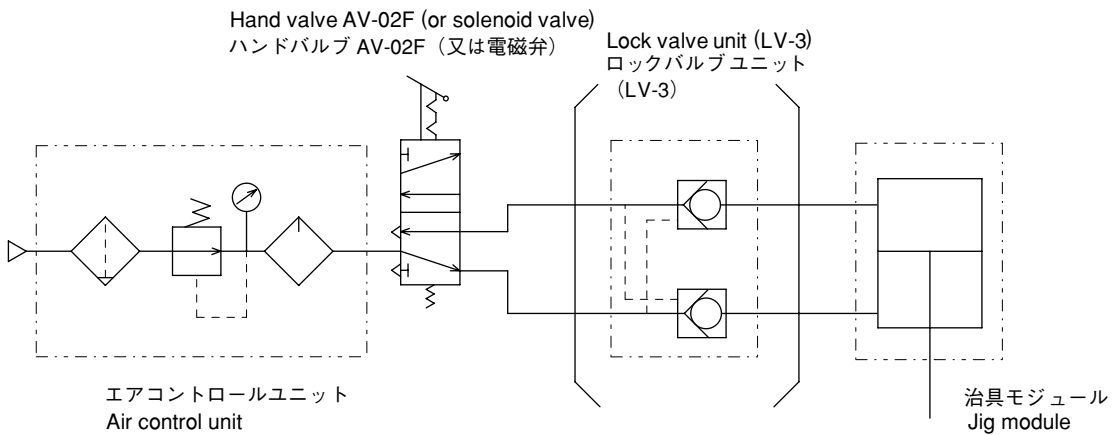 Hand valve AV-02F (or solenoid valve)
ハンドバルブ AV-02F（又は電磁弁）
Lock valve unit (LV-3)
ロックバルブユニット
（LV-3）
エアコントロールユニット
Air control unit
治具モジュール
Jig module